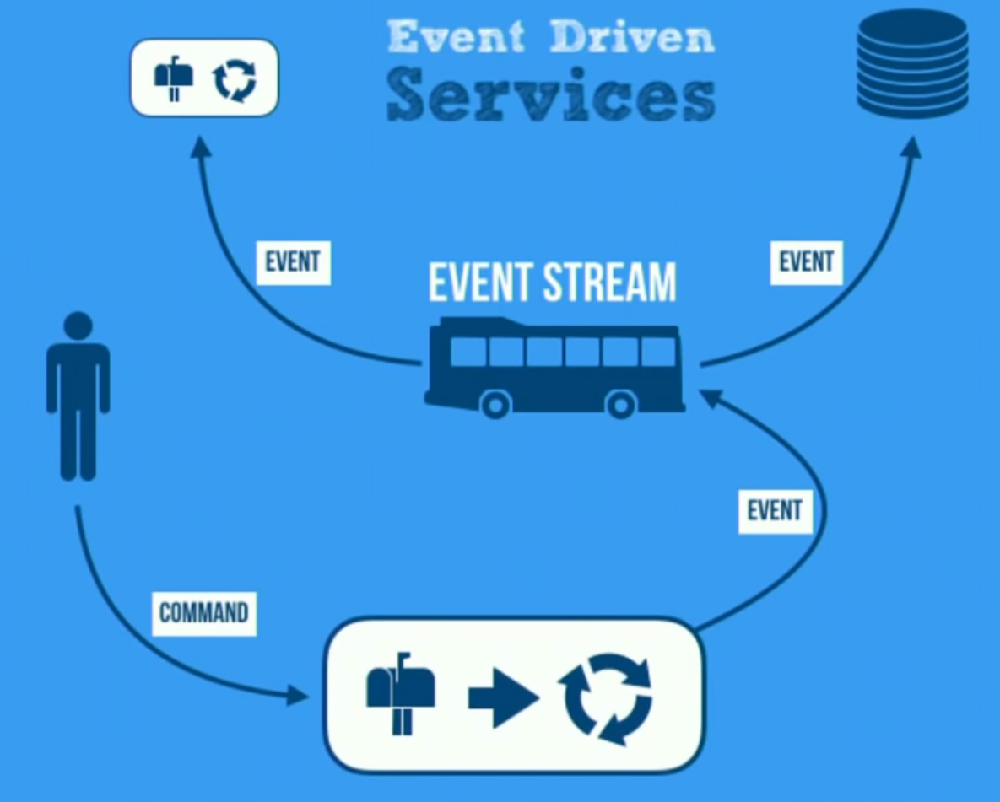 Event Driven
Services
EVENT
EVENT
EVENT STREAM
EVENT
COMMAND